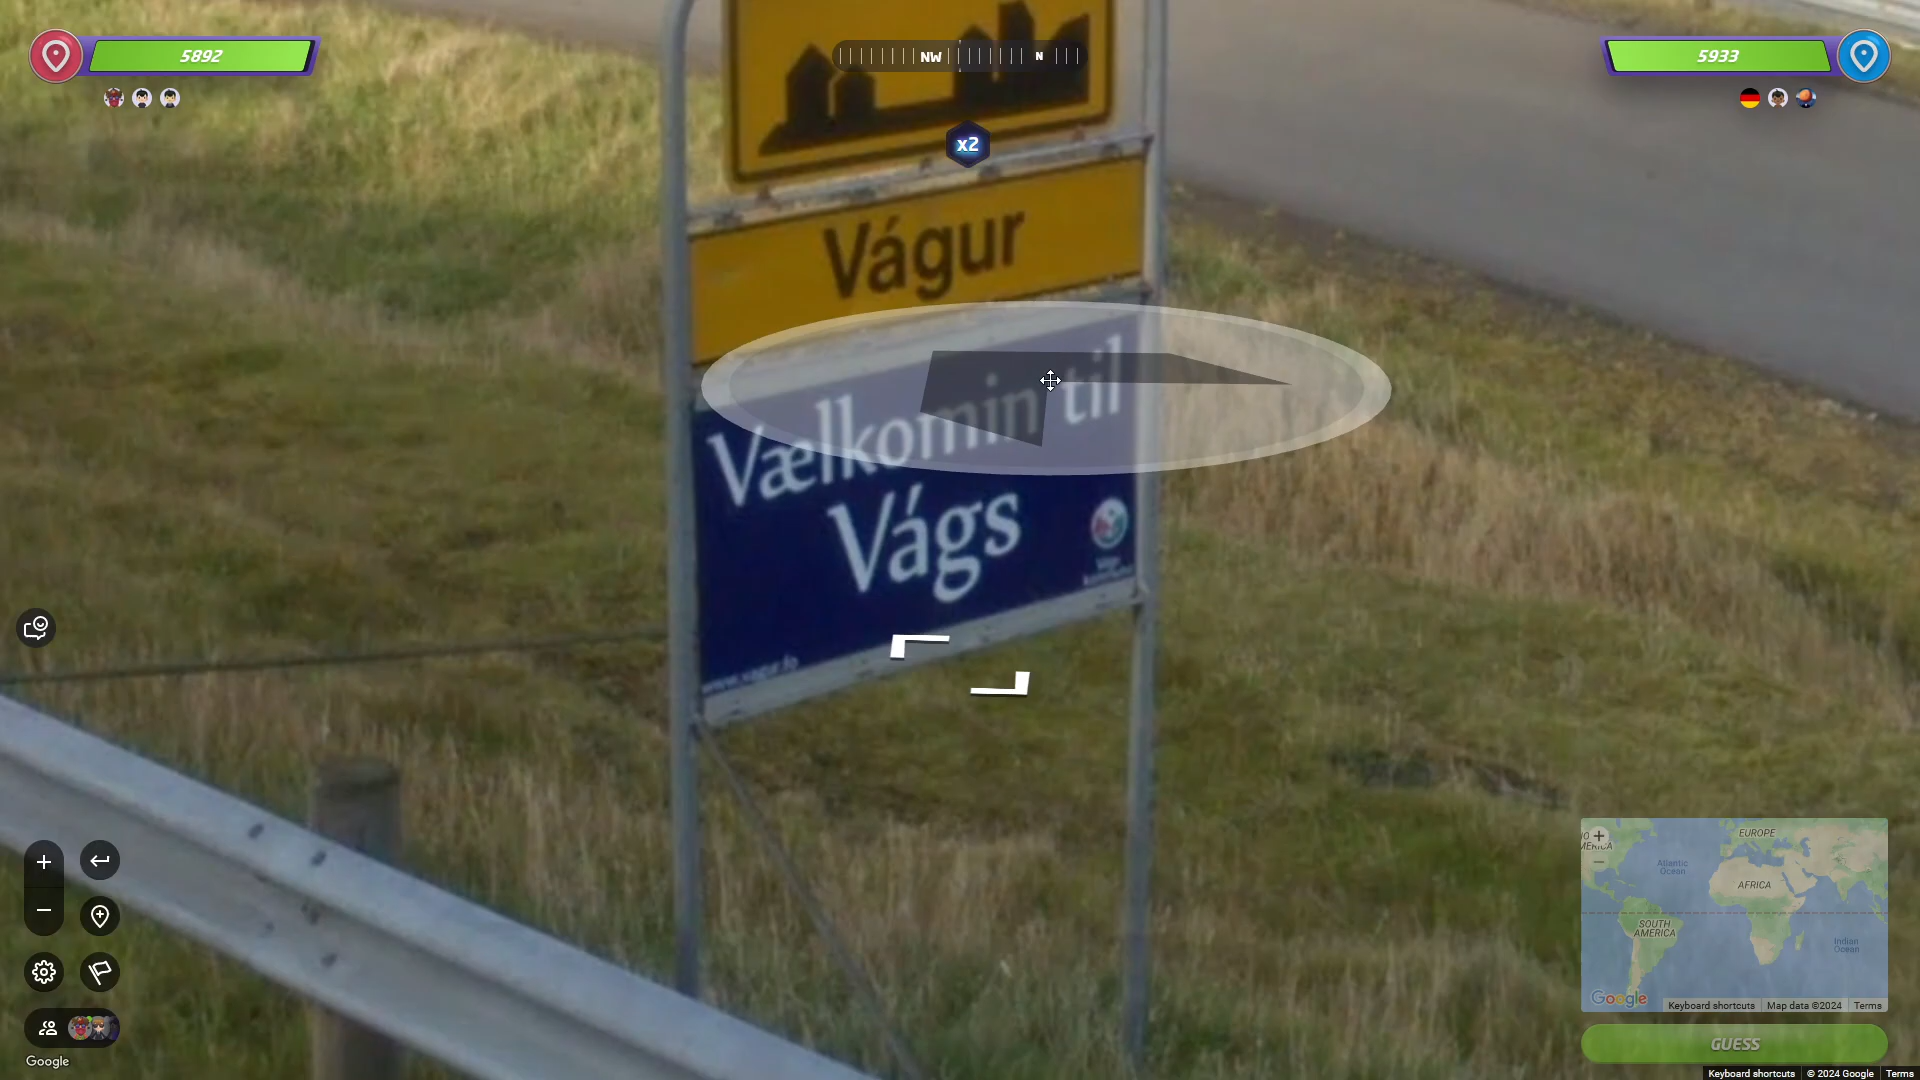 5892
NW
N
5933
x2
Vágur
Vælkomin til
Vágs
www.vagur.fo
EUROPE
Atlantic
Ocean
AFRICA
SOUTH
AMERICA
Indian
Ocean
Google
Keyboard shortcuts
Map data ©2024
Terms
GUESS
Google
Keyboard shortcuts
© 2024 Google
Terms